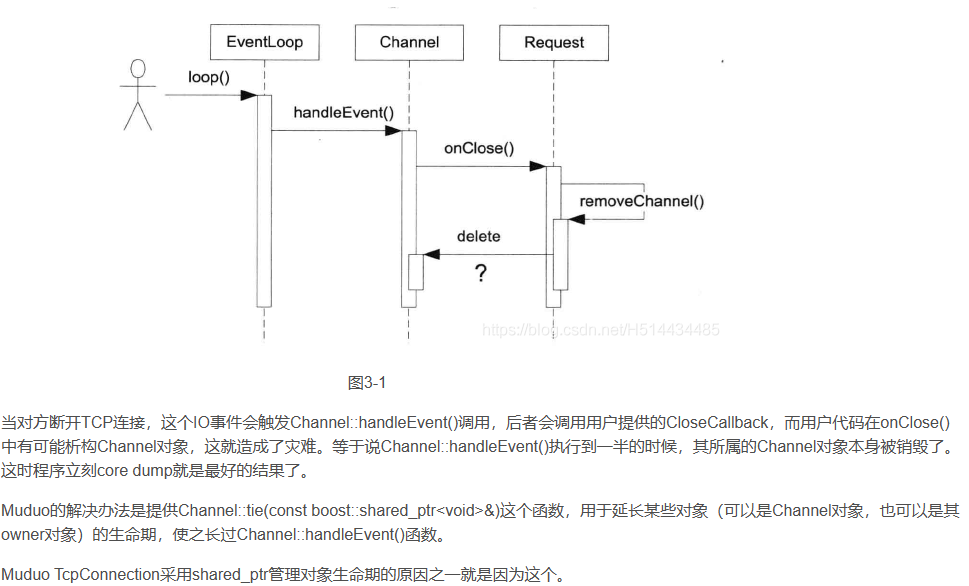 EventLoop Channel Request
loop()
handleEvent()
onClose()
removeChannel()
delete
?
https://blog.csdn.net/H514434485
图3-1
当对方断开TCP连接，这个IO事件会触发Channel::handleEvent()调用，后者会调用用户提供的CloseCallback，而用户代码在onClose()
中有可能析构Channel对象，这就造成了灾难。等于说Channel::handleEvent()执行到一半的时候，其所属的Channel对象本身被销毁了。
这时程序立刻core dump就是最好的结果了。
Muduo的解决办法是提供Channel::tie(const boost::shared_ptr<void>&)这个函数，用于延长某些对象（可以是Channel对象，也可以是其
owner对象）的生命期，使之长过Channel::handleEvent()函数。
Muduo TcpConnection采用shared_ptr管理对象生命期的原因之一就是因为这个。